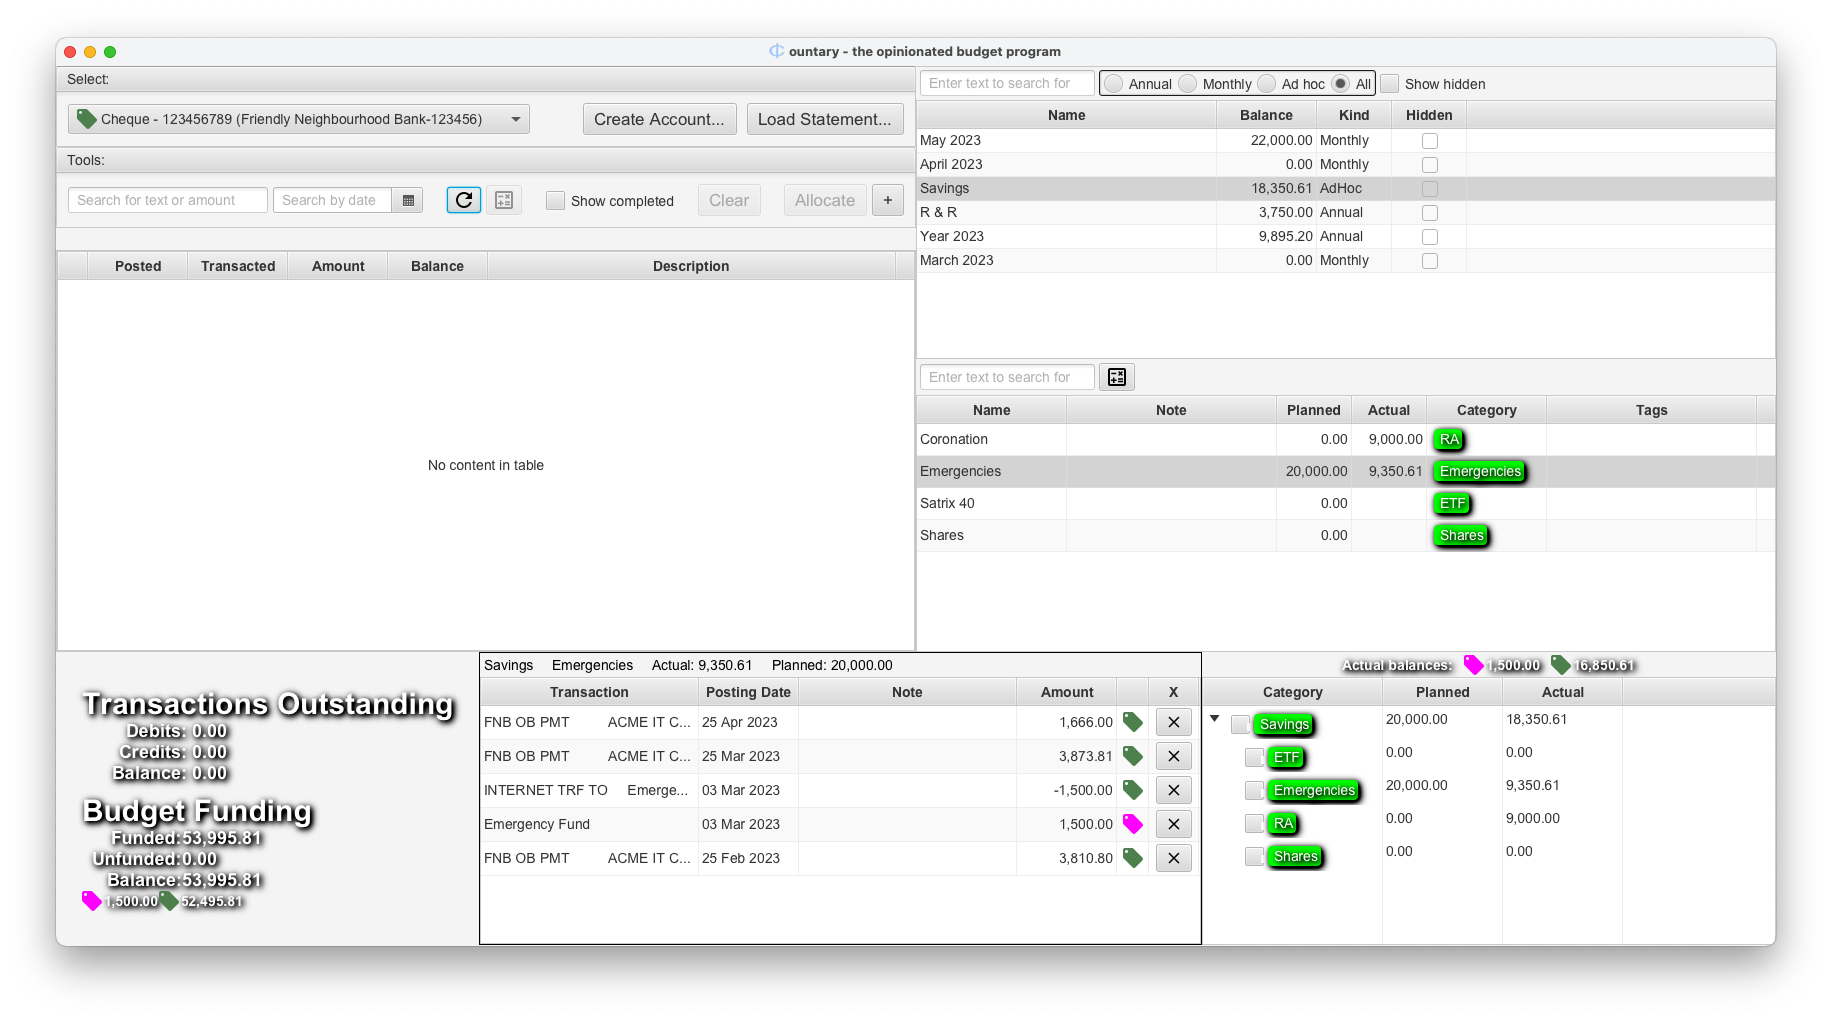 ountary - the opinionated budget program
Select:
Cheque - 123456789 (Friendly Neighbourhood Bank-123456)
Create Account...
Load Statement...
Tools:
Search for text or amount
Search by date
Show completed
Clear
Allocate
+
Posted Transacted Amount Balance Description
No content in table
Enter text to search for
Annual Monthly Ad hoc All Show hidden
Name Balance Kind Hidden
May 2023 22,000.00 Monthly
April 2023 0.00 Monthly
Savings 18,350.61 AdHoc
R & R 3,750.00 Annual
Year 2023 9,895.20 Annual
March 2023 0.00 Monthly
Enter text to search for
Name Note Planned Actual Category Tags
Coronation 0.00 9,000.00 RA
Emergencies 20,000.00 9,350.61 Emergencies
Satrix 40 0.00 ETF
Shares 0.00 Shares
Transactions Outstanding
Debits: 0.00
Credits: 0.00
Balance: 0.00
Budget Funding
Funded:53,995.81
Unfunded:0.00
Balance:53,995.81
1,500.00 52,495.81
Savings Emergencies Actual: 9,350.61 Planned: 20,000.00
Transaction Posting Date Note Amount X
FNB OB PMT ACME IT C... 25 Apr 2023 1,666.00
FNB OB PMT ACME IT C... 25 Mar 2023 3,873.81
INTERNET TRF TO Emerge... 03 Mar 2023 -1,500.00
Emergency Fund 03 Mar 2023 1,500.00
FNB OB PMT ACME IT C... 25 Feb 2023 3,810.80
Actual balances: 1,500.00 16,850.61
Category Planned Actual
Savings 20,000.00 18,350.61
ETF 0.00 0.00
Emergencies 20,000.00 9,350.61
RA 0.00 9,000.00
Shares 0.00 0.00